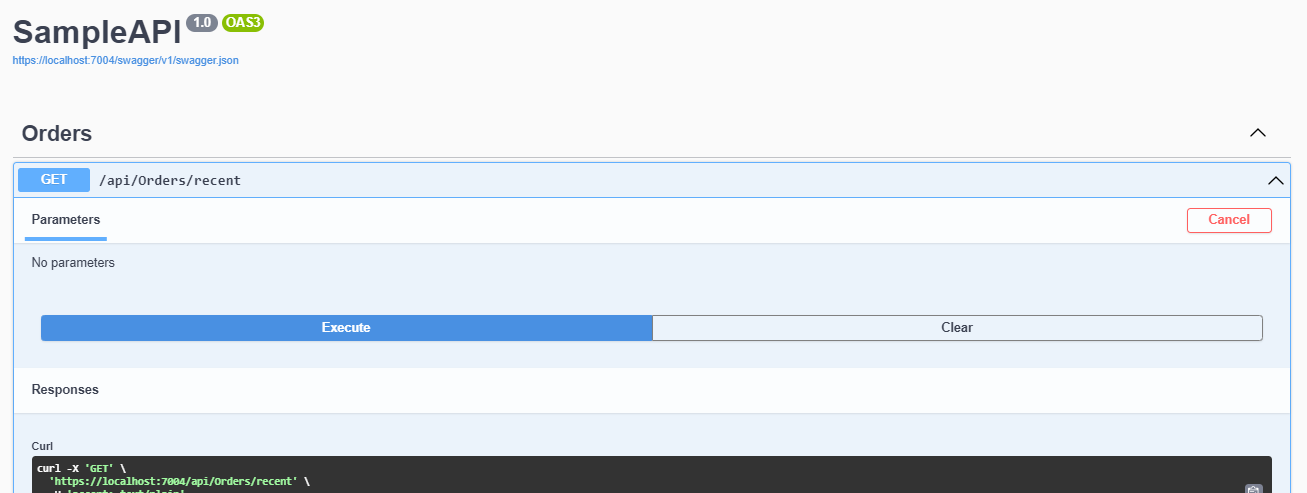 SampleAPI 1.0 OAS3
https://localhost:7004/swagger/v1/swagger.json
Orders
GET /api/Orders/recent
Parameters Cancel
No parameters
Execute Clear
Responses
Curl
curl -X 'GET' \
'https://localhost:7004/api/Orders/recent' \